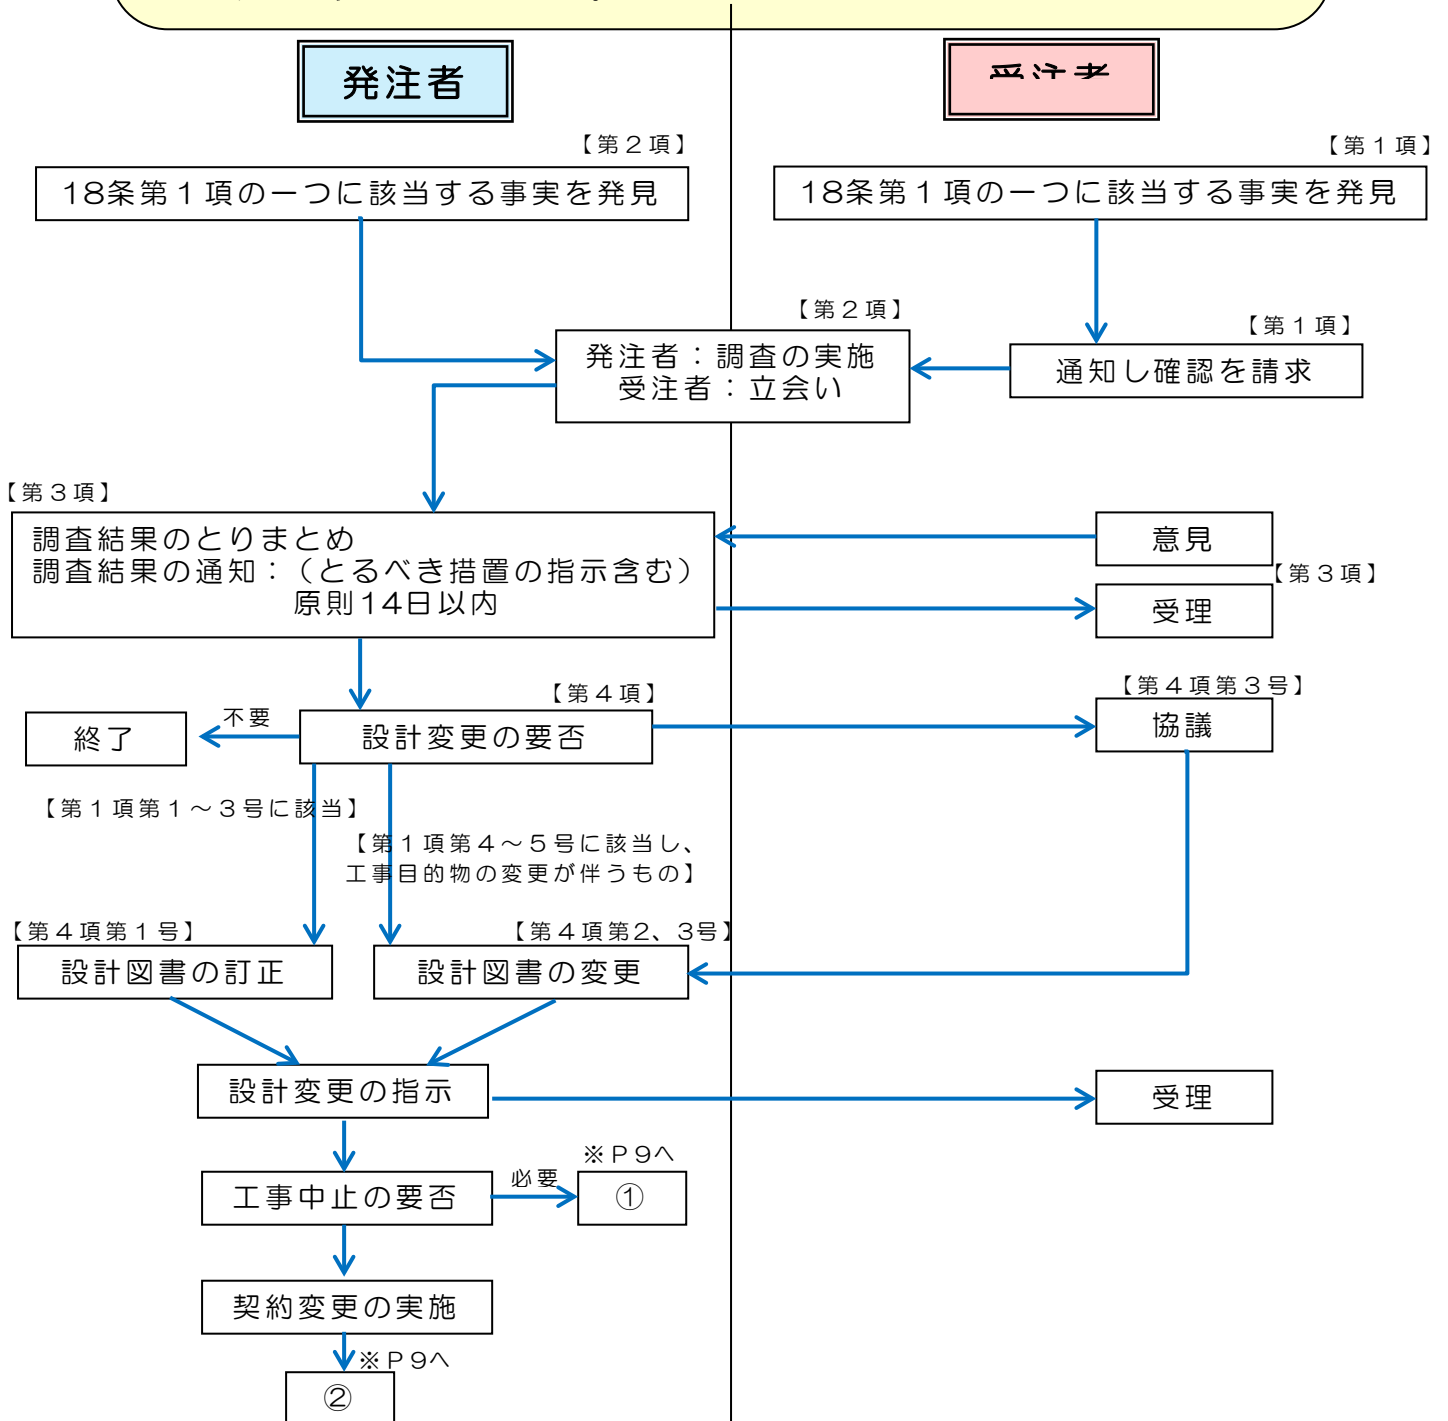 発注者
【第２項】
【第１項】
18条第１項の一つに該当する事実を発見
18条第１項の一つに該当する事実を発見
【第２項】
【第１項】
発注者：調査の実施
受注者：立会い
通知し確認を請求
【第３項】
調査結果のとりまとめ
調査結果の通知：（とるべき措置の指示含む）
原則14日以内
意見
【第３項】
受理
【第４項】
【第４項第３号】
終了
不要
設計変更の要否
協議
【第１項第１～３号に該当】
【第１項第４～５号に該当し、
工事目的物の変更が伴うもの】
【第４項第１号】
【第４項第2、3号】
設計図書の訂正
設計図書の変更
設計変更の指示
受理
※Ｐ９へ
工事中止の要否
必要
①
契約変更の実施
※Ｐ９へ
②